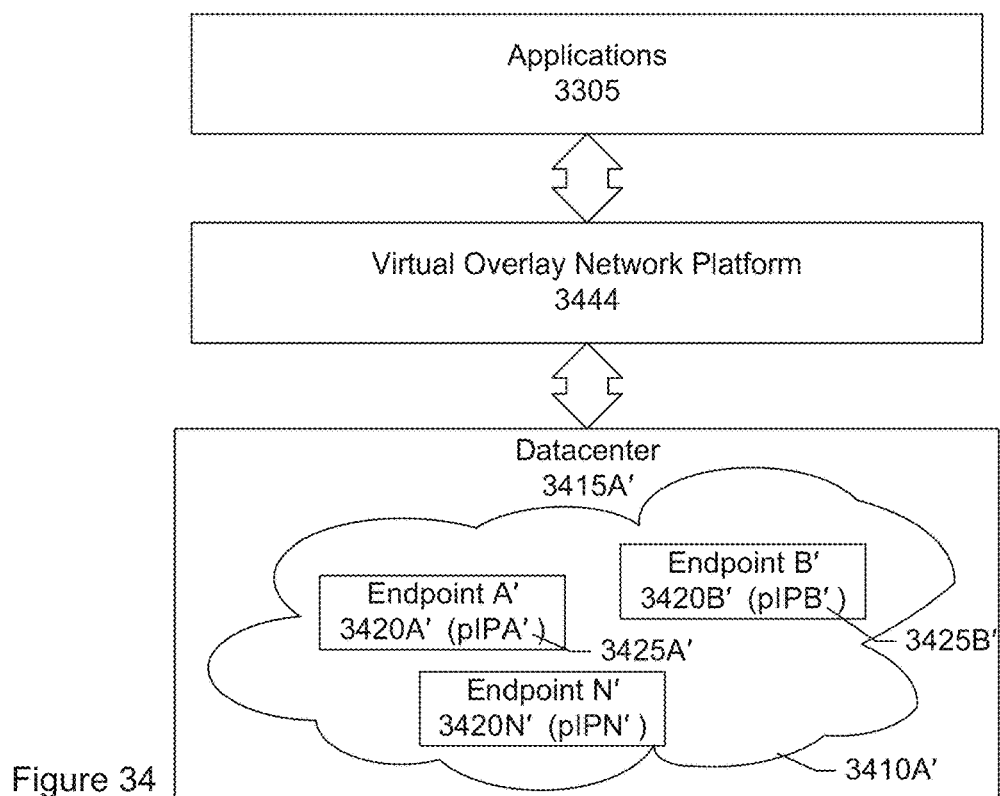 Applications
3305
Virtual Overlay Network Platform
3444
Datacenter
3415A′
Endpoint B′
3420B′ (pIPB′ )
3425B′
Endpoint A′
3420A′ (pIPA′ )
3425A′
Endpoint N′
3420N′ (pIPN′ )
3410A′
Figure 34